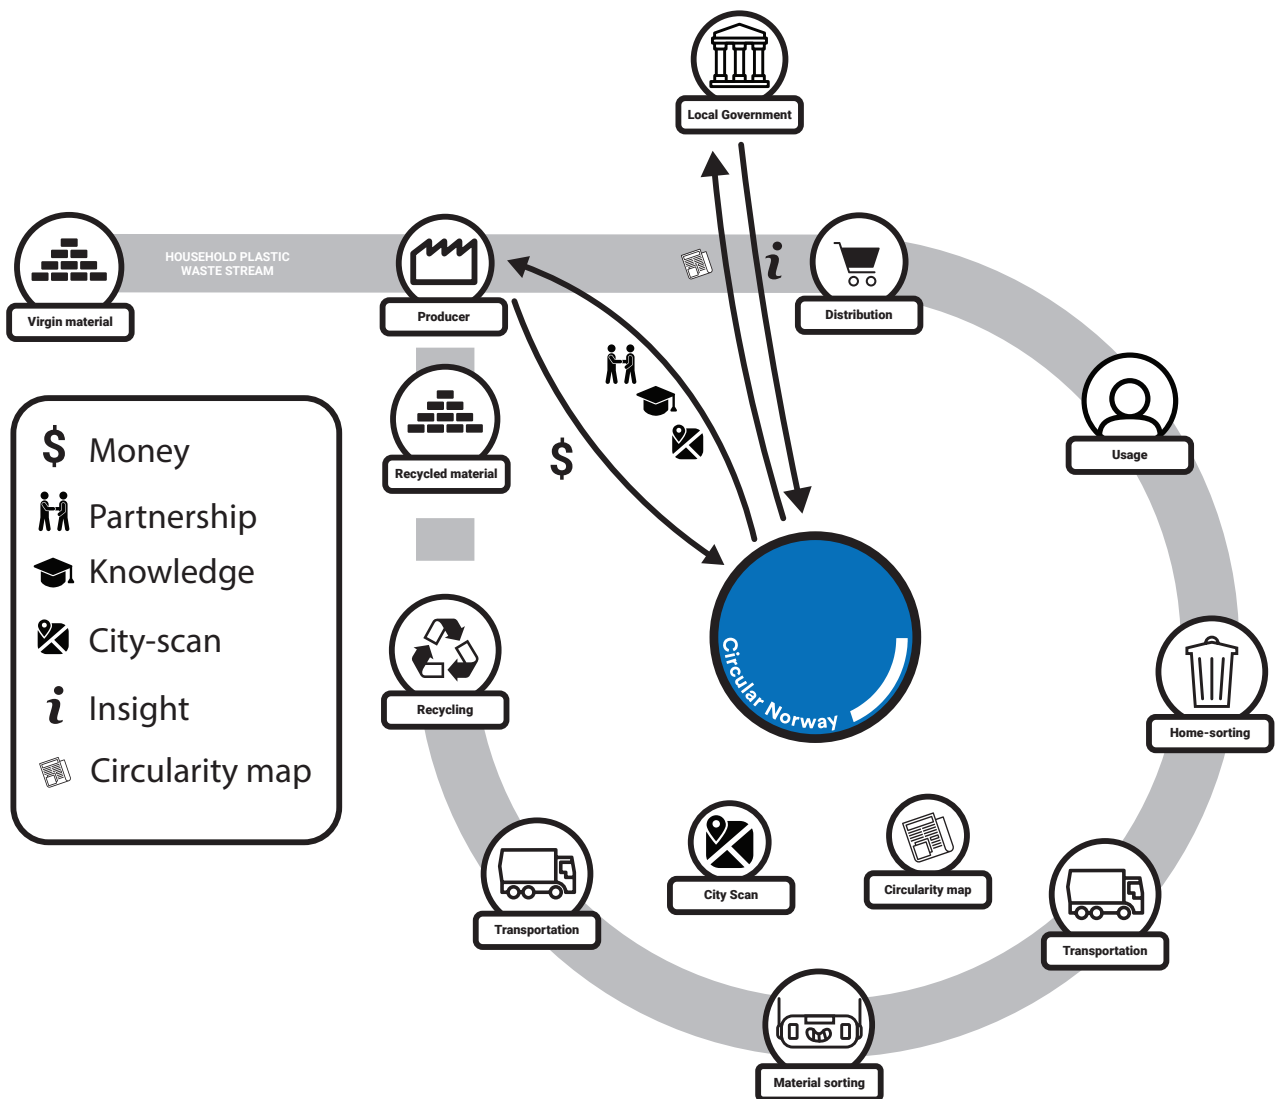 Local Government
HOUSEHOLD PLASTIC
WASTE STREAM
Virgin material
Producer
Distribution
$ Money
Partnership
Knowledge
City-scan
i Insight
Circularity map
Recycled material
$
i
Usage
Circular Norway
Recycling
Home-sorting
City Scan
Circularity map
Transportation
Transportation
Material sorting